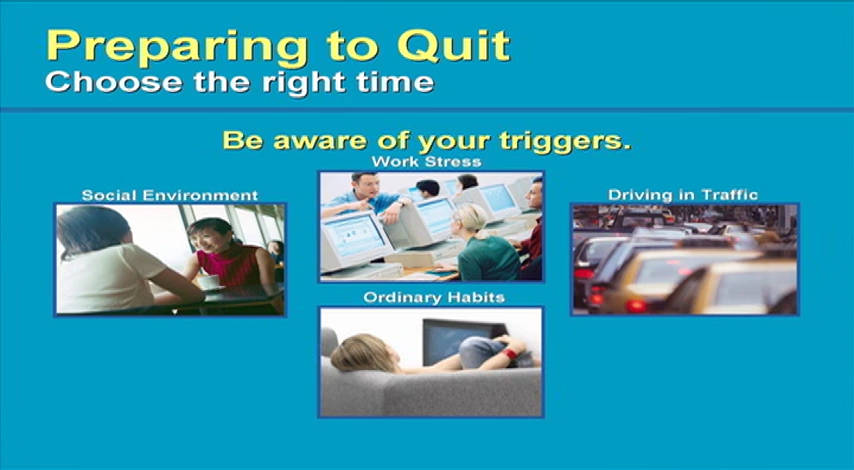 Preparing to Quit
Choose the right time
Be aware of your triggers.
Work Stress
Social Environment
Driving in Traffic
Ordinary Habits